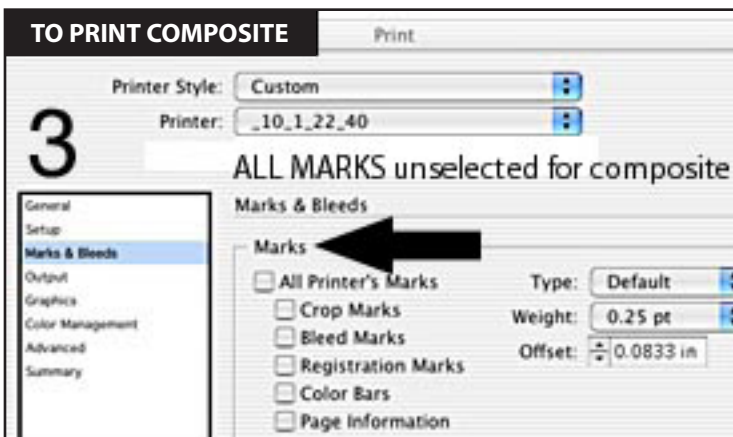 TO PRINT COMPOSITE
Print
Printer Style: Custom
Printer: _10_1_22_40
3
ALL MARKS unselected for composite
General
Setup
Marks & Bleeds
Output
Graphics
Color Management
Advanced
Summary
Marks & Bleeds
Marks
All Printer's Marks
Crop Marks
Bleed Marks
Registration Marks
Color Bars
Page Information
Type: Default
Weight: 0.25 pt
Offset: 0.0833 in